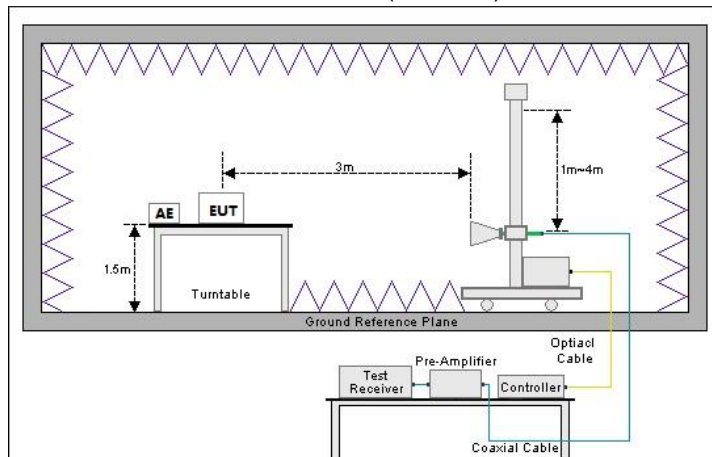 3m
1m~4m
AE
EUT
1.5m
Turntable
Ground Reference Plane
Optiacl
Cable
Pre-Amplifier
Test
Receiver
Controller
Coaxial Cable